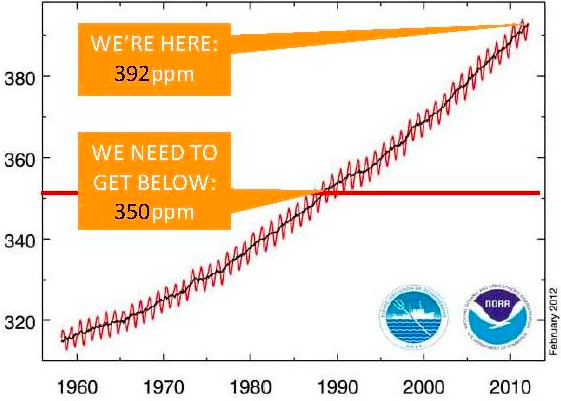 WE'RE HERE:
392ppm
WE NEED TO
GET BELOW:
350ppm
380
360
340
320
1960 1970 1980 1990 2000 2010
NOAA
February 2012